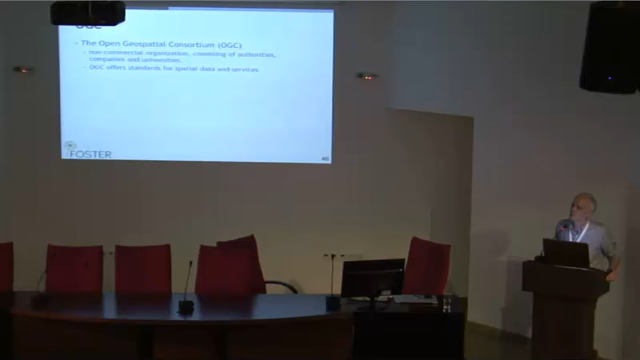 OGC
- The Open Geospatial Consortium (OGC)
- non-commercial organization, consisting of authorities,
companies and universities.
- OGC offers standards for spatial data and services
FOSTER
46